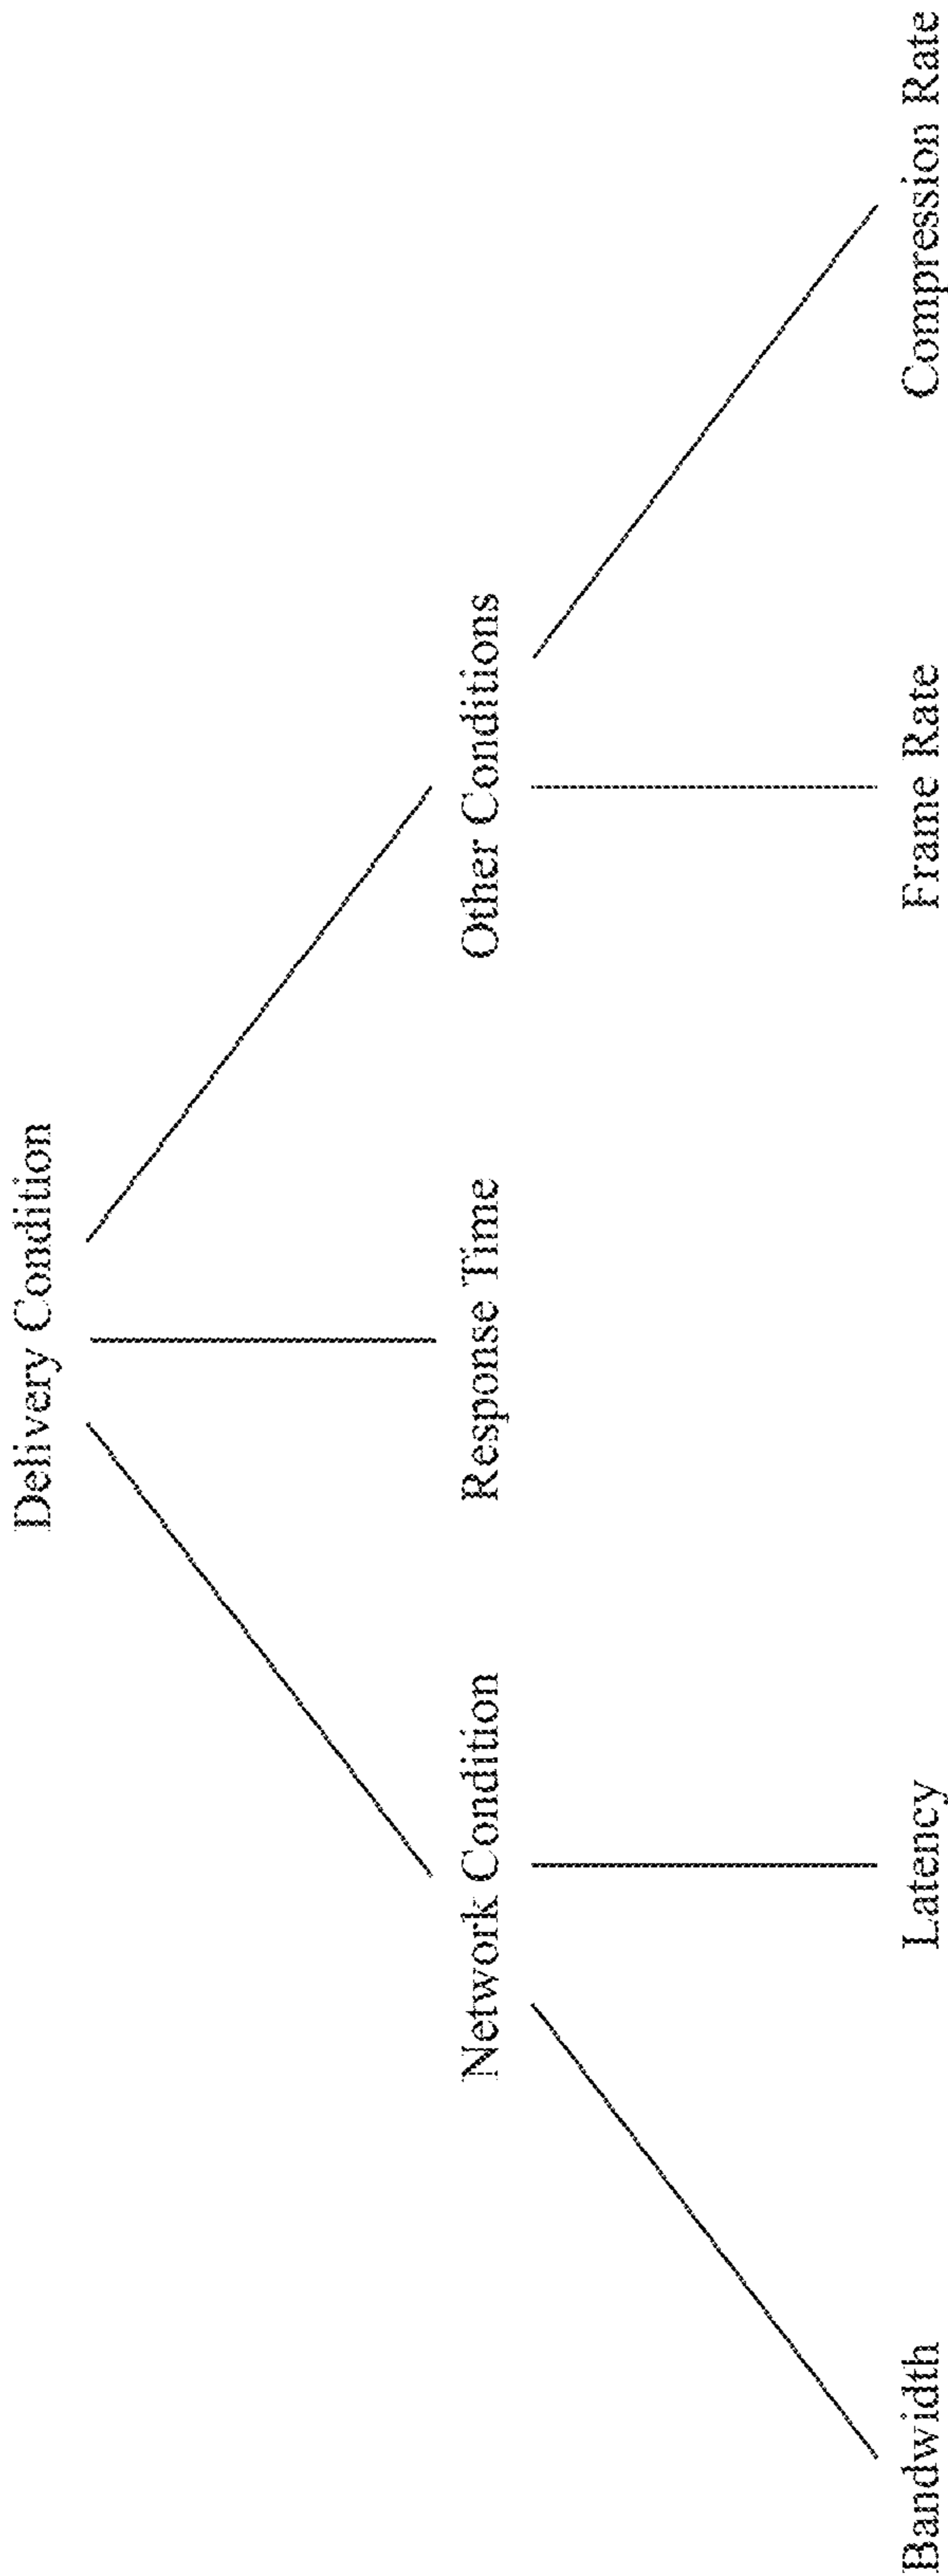 Delivery Condition
Network Condition
Response Time
Other Conditions
Bandwidth
Latency
Frame Rate
Compression Rate